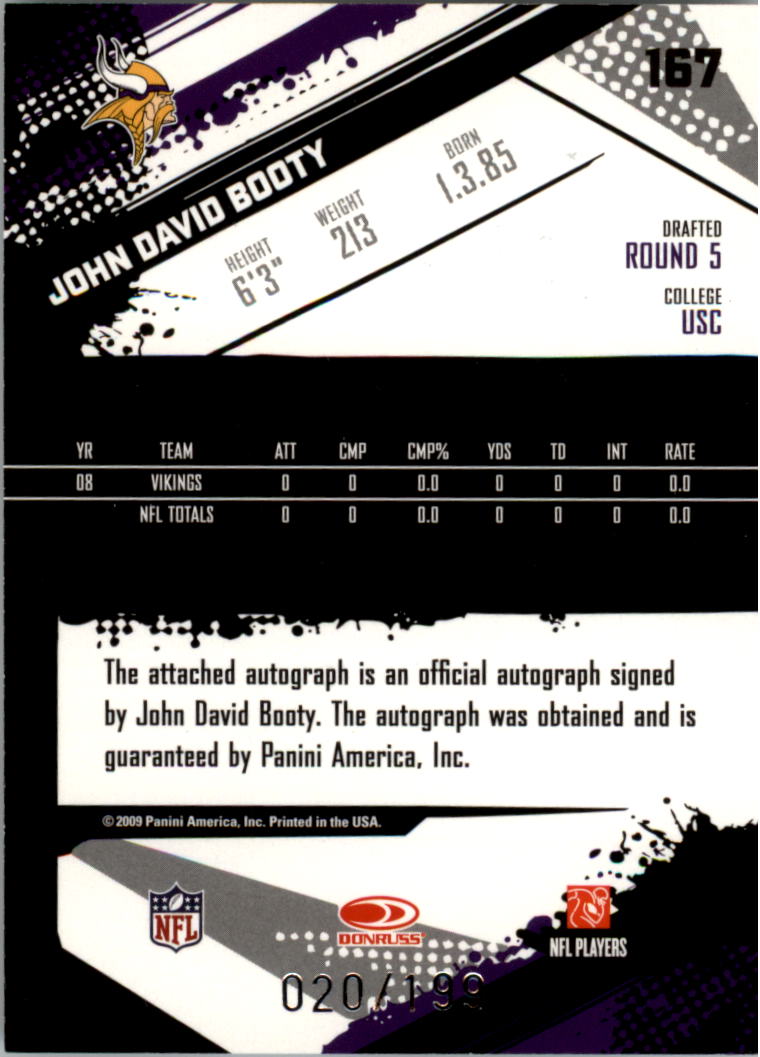 167
JOHN DAVID BOOTY
HEIGHT
6'3"
WEIGHT
213
BORN
1.3.85
DRAFTED
ROUND 5
COLLEGE
USC
YR TEAM ATT CMP CMP% YDS TD INT RATE
08 VIKINGS 0 0 0.0 0 0 0 0.0
NFL TOTALS 0 0 0.0 0 0 0 0.0
The attached autograph is an official autograph signed
by John David Booty. The autograph was obtained and is
guaranteed by Panini America, Inc.
©2009 Panini America, Inc. Printed in the USA.
NFL
DONRUSS
NFL PLAYERS
020/199